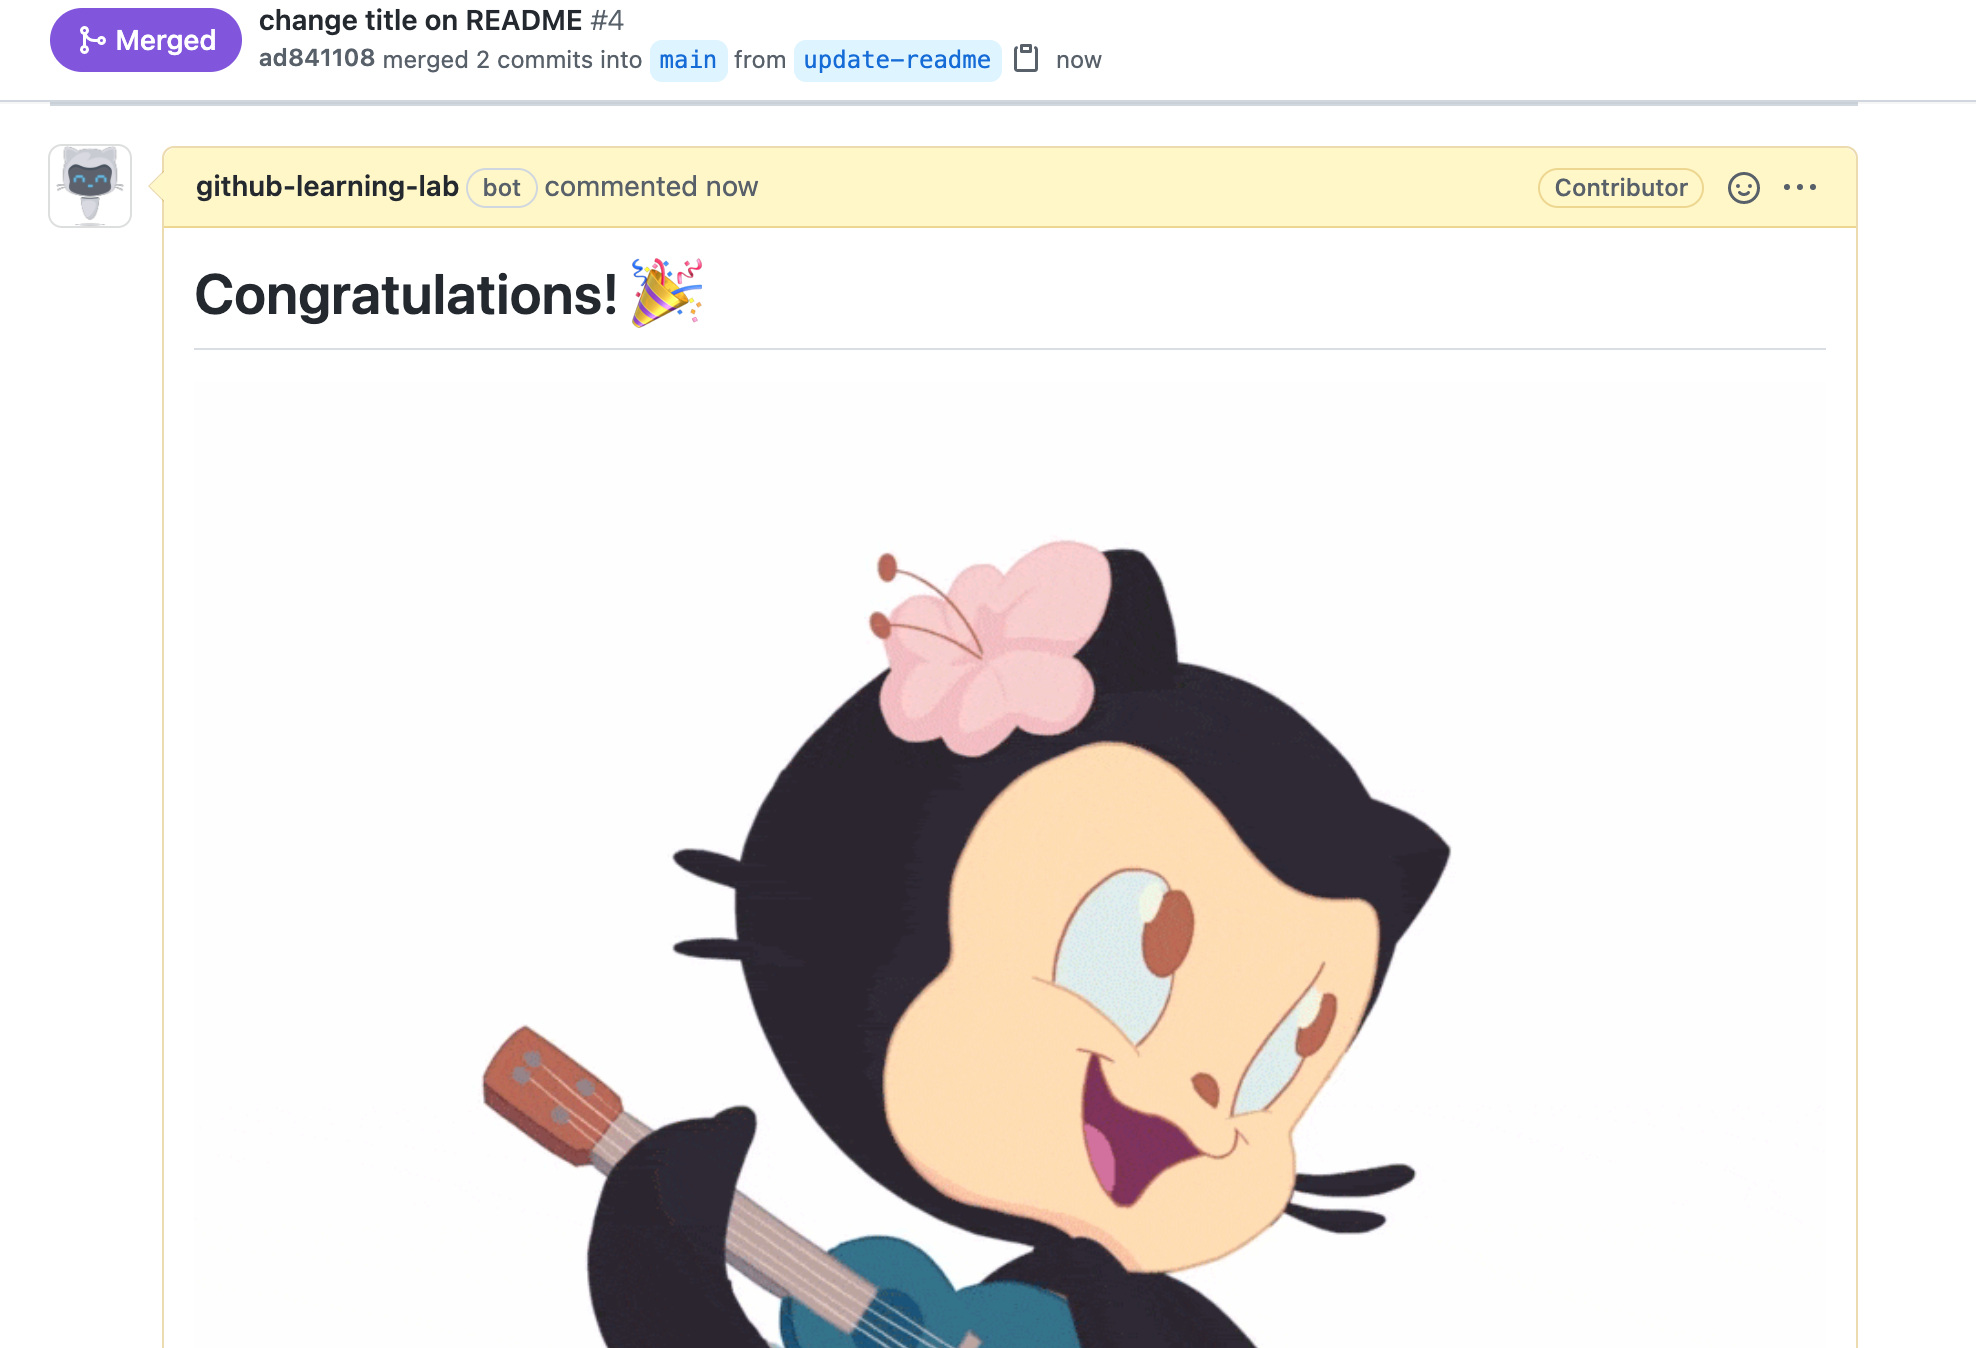 Merged
change title on README #4
ad841108 merged 2 commits into main from update-readme now
github-learning-lab bot commented now
Contributor
Congratulations! 🎉